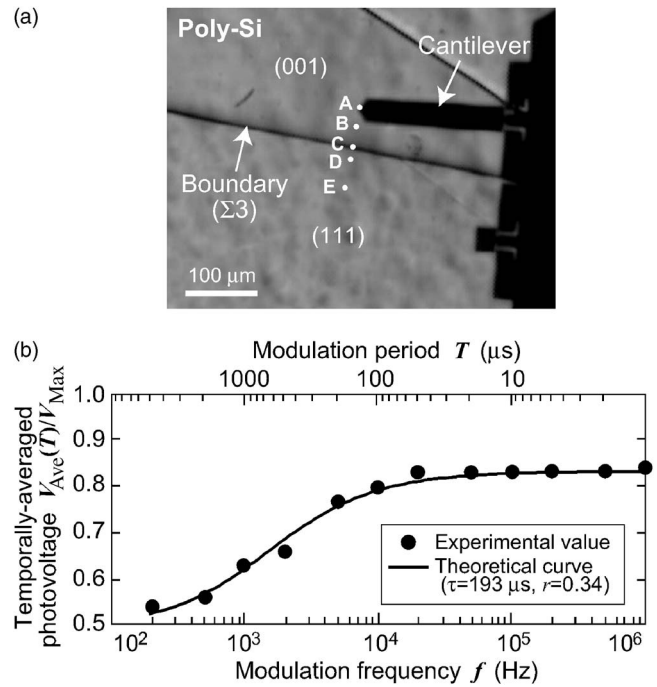 (a)
Poly-Si
(001)
Cantilever
A
B
C
D
E
Boundary
(Σ3)
(111)
100 μm
(b)
Modulation period T (μs)
1000 100 10
Temporally-averaged
photovoltage V_Ave(T)/V_Max
1.0
0.9
0.8
0.7
0.6
0.5
Experimental value
Theoretical curve
(τ=193 μs, r=0.34)
10² 10³ 10⁴ 10⁵ 10⁶
Modulation frequency f (Hz)